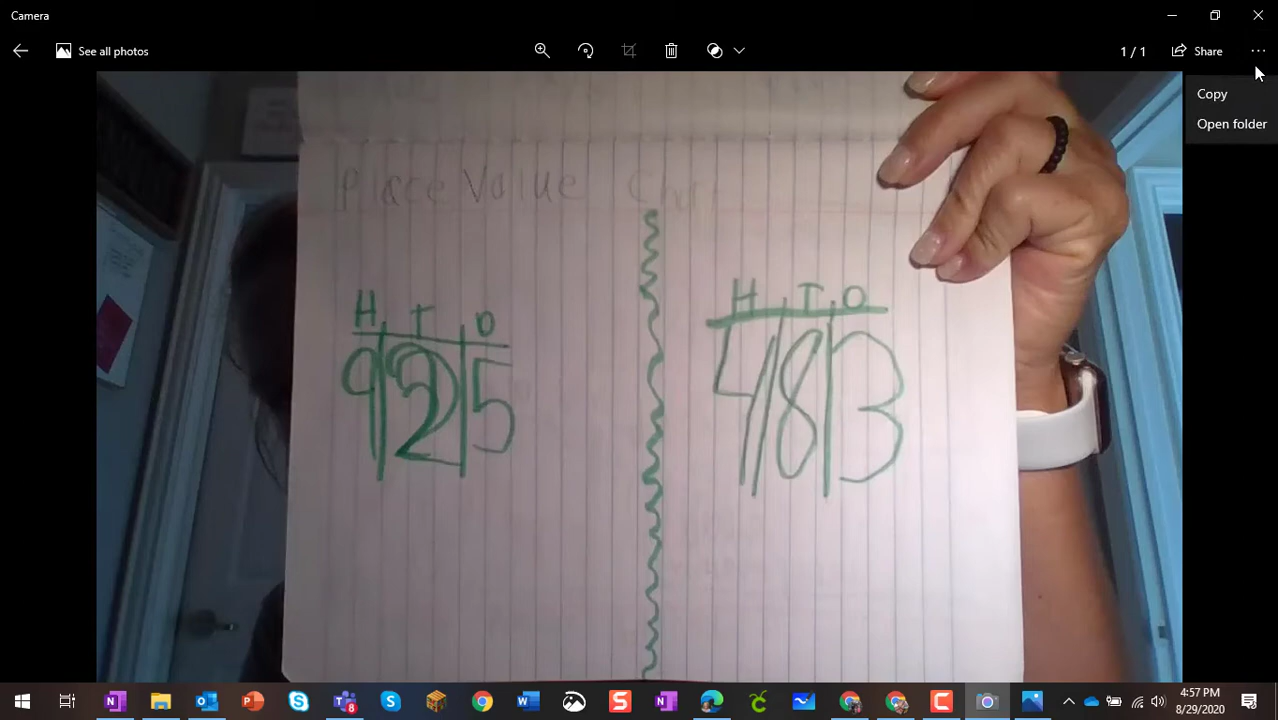 Camera
See all photos
1 / 1
Share
Copy
Open folder
Place Value
H T O
9 2 5
H T O
4 8 3
8
4:57 PM
8/29/2020